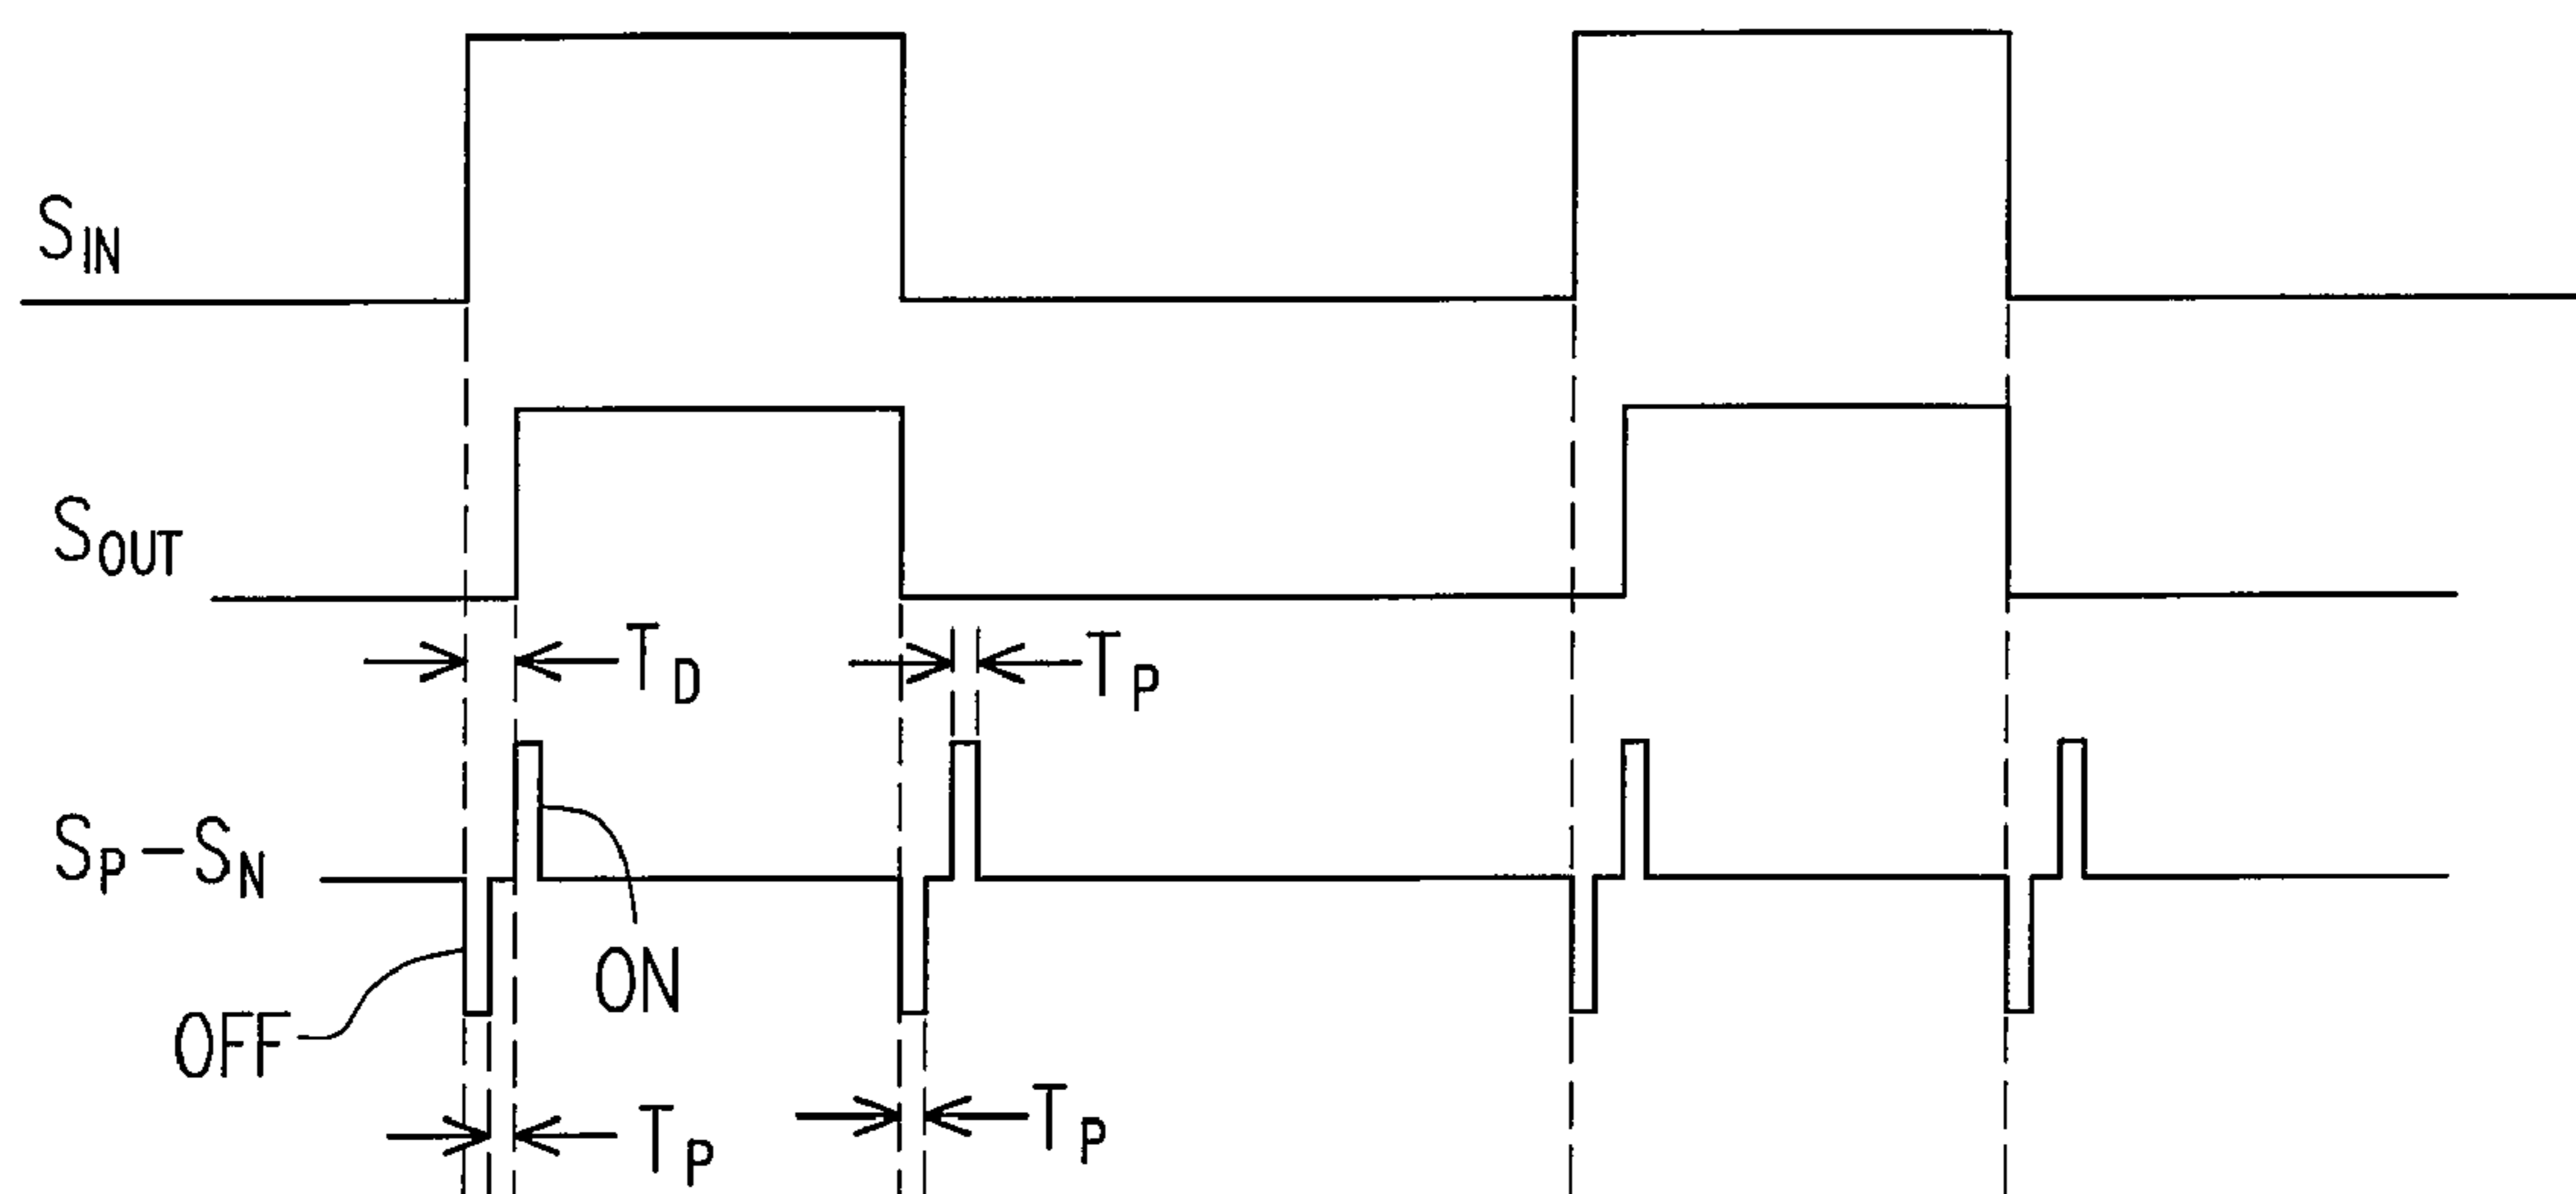 S_IN
S_OUT
T_D
T_P
S_P-S_N
ON
OFF
T_P
T_P